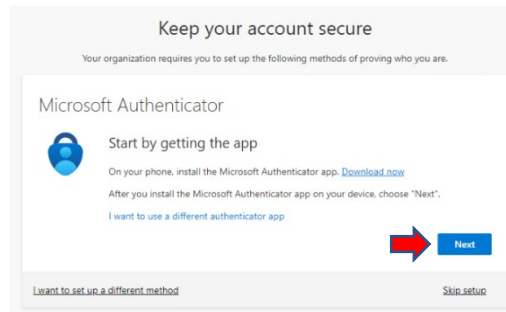 Keep your account secure
Your organization requires you to set up the following methods of proving who you are.
Microsoft Authenticator
Start by getting the app
On your phone, install the Microsoft Authenticator app. Download now
After you install the Microsoft Authenticator app on your device, choose "Next".
I want to use a different authenticator app
Next
I want to set up a different method
Skip setup